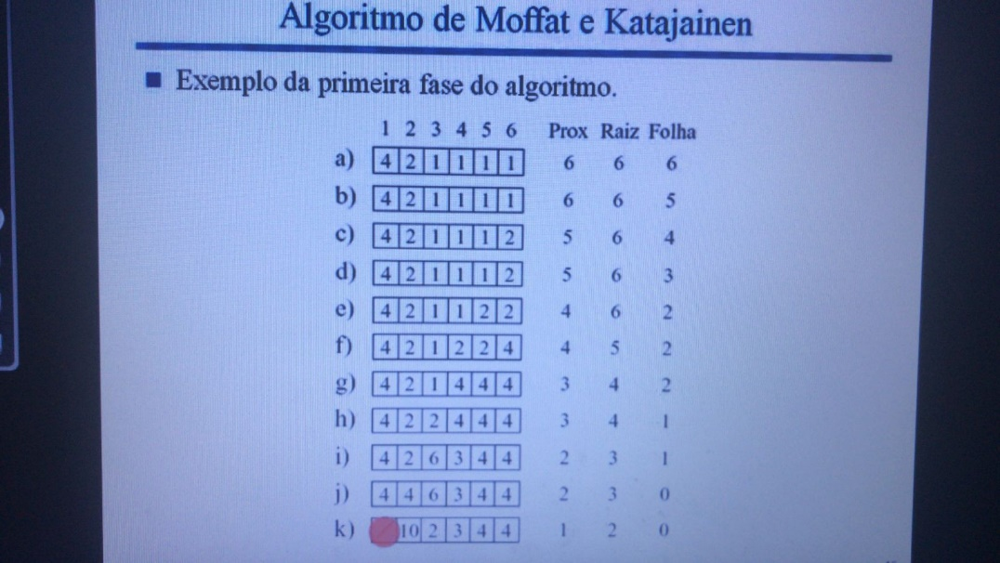 Algoritmo de Moffat e Katajainen
Exemplo da primeira fase do algoritmo.
1 2 3 4 5 6 Prox Raiz Folha
a) 4 2 1 1 1 1 6 6 6
b) 4 2 1 1 1 1 6 6 5
c) 4 2 1 1 1 2 5 6 4
d) 4 2 1 1 1 2 5 6 3
e) 4 2 1 1 2 2 4 6 2
f) 4 2 1 2 2 4 4 5 2
g) 4 2 1 4 4 4 3 4 2
h) 4 2 2 4 4 4 3 4 1
i) 4 2 6 3 4 4 2 3 1
j) 4 4 6 3 4 4 2 3 0
k) 10 2 3 4 4 1 2 0